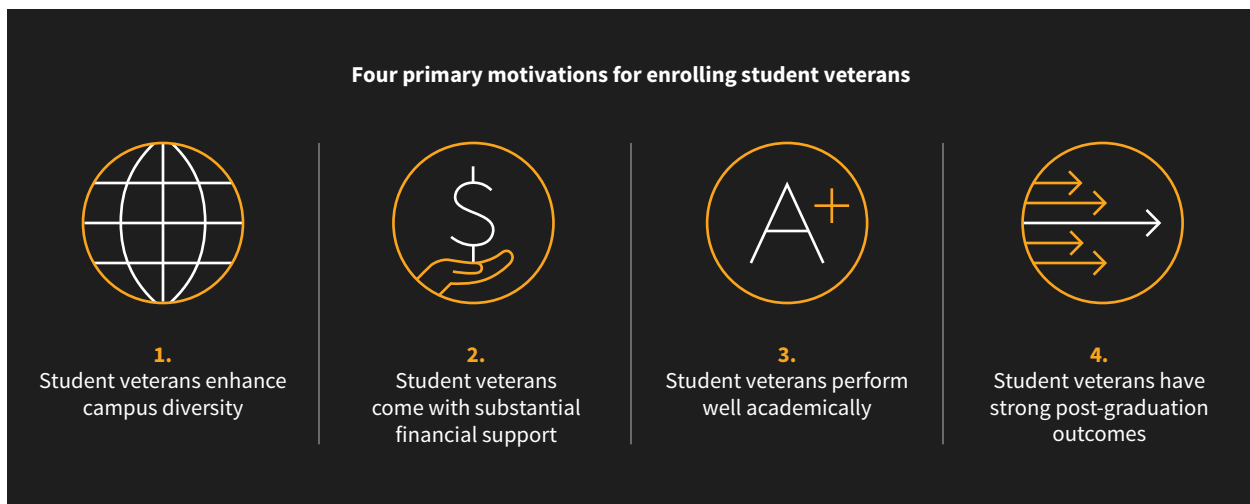 Four primary motivations for enrolling student veterans
A+
1.
Student veterans enhance
campus diversity
2.
Student veterans
come with substantial
financial support
3.
Student veterans perform
well academically
4.
Student veterans have
strong post-graduation
outcomes